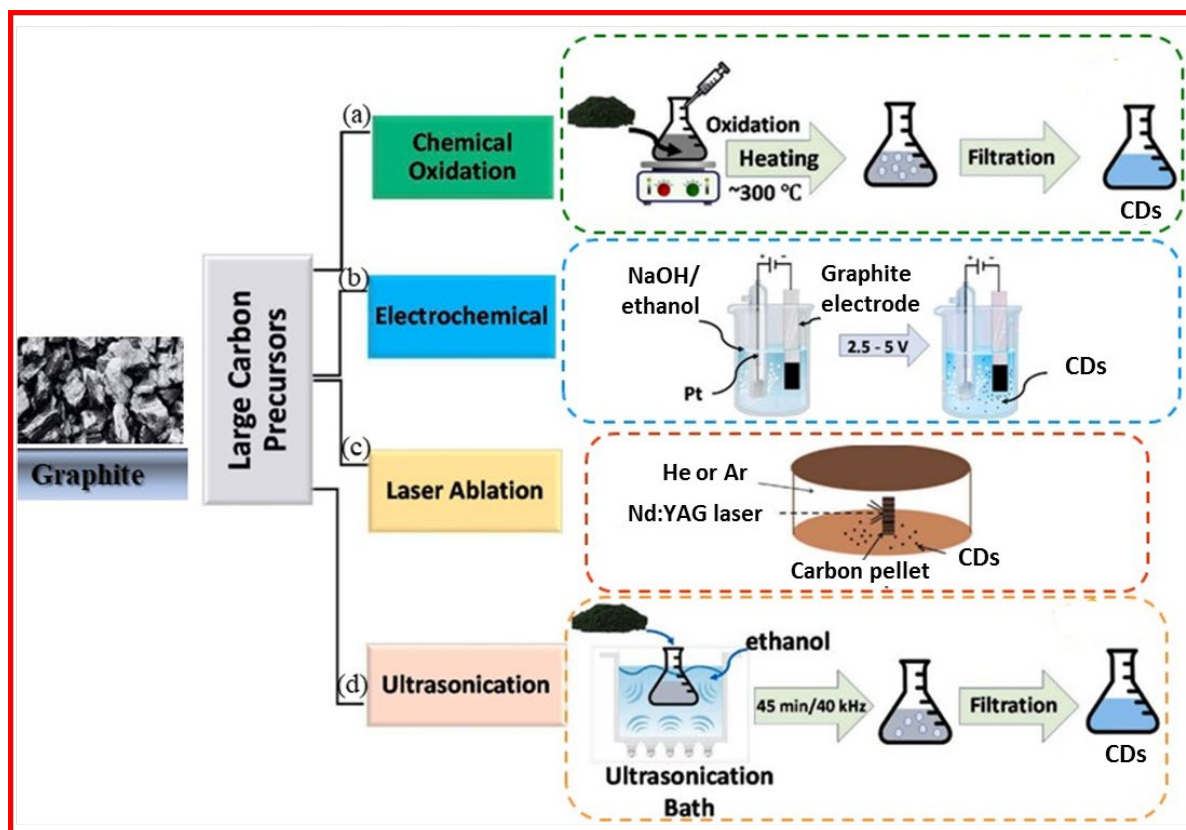 Graphite
Large Carbon
Precursors
(a)
Chemical
Oxidation
Oxidation
Heating
~300 °C
Filtration
CDs
(b)
Electrochemical
NaOH/
ethanol
Graphite
electrode
+
-
2.5 - 5 V
+
-
Pt
CDs
(c)
Laser Ablation
He or Ar
Nd:YAG laser
CDs
Carbon pellet
(d)
Ultrasonication
ethanol
45 min/40 kHz
Filtration
Ultrasonication
Bath
CDs